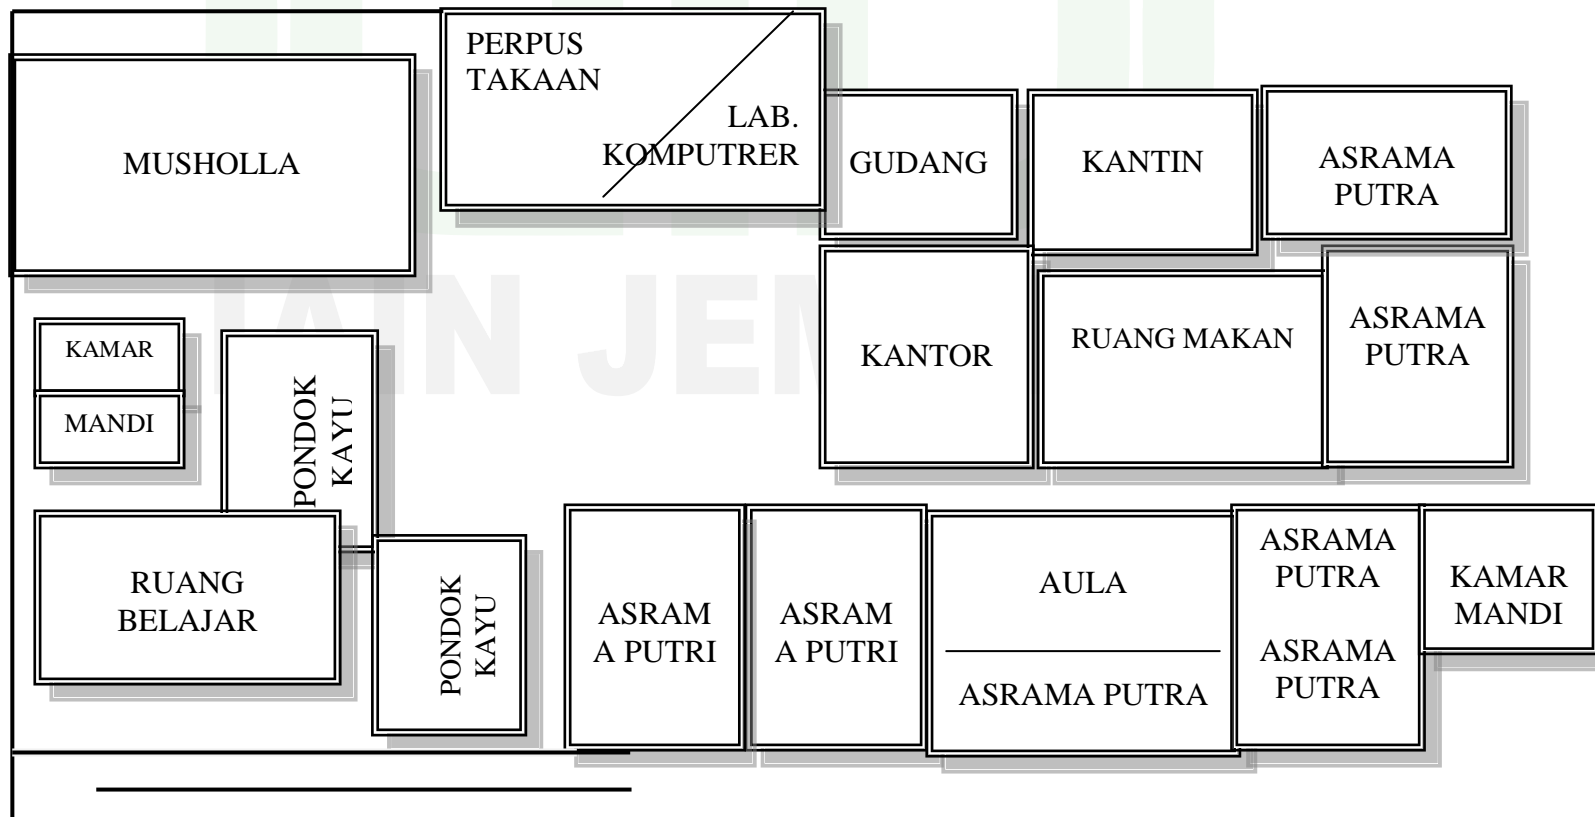 PERPUS
TAKAAN
LAB.
KOMPUTRER
MUSHOLLA
GUDANG
KANTIN
ASRAMA
PUTRA
KAMAR
MANDI
PONDOK
KAYU
KANTOR
RUANG MAKAN
ASRAMA
PUTRA
RUANG
BELAJAR
PONDOK
KAYU
ASRAM
A PUTRI
ASRAM
A PUTRI
AULA
ASRAMA PUTRA
ASRAMA
PUTRA
ASRAMA
PUTRA
KAMAR
MANDI
IAIN JEM